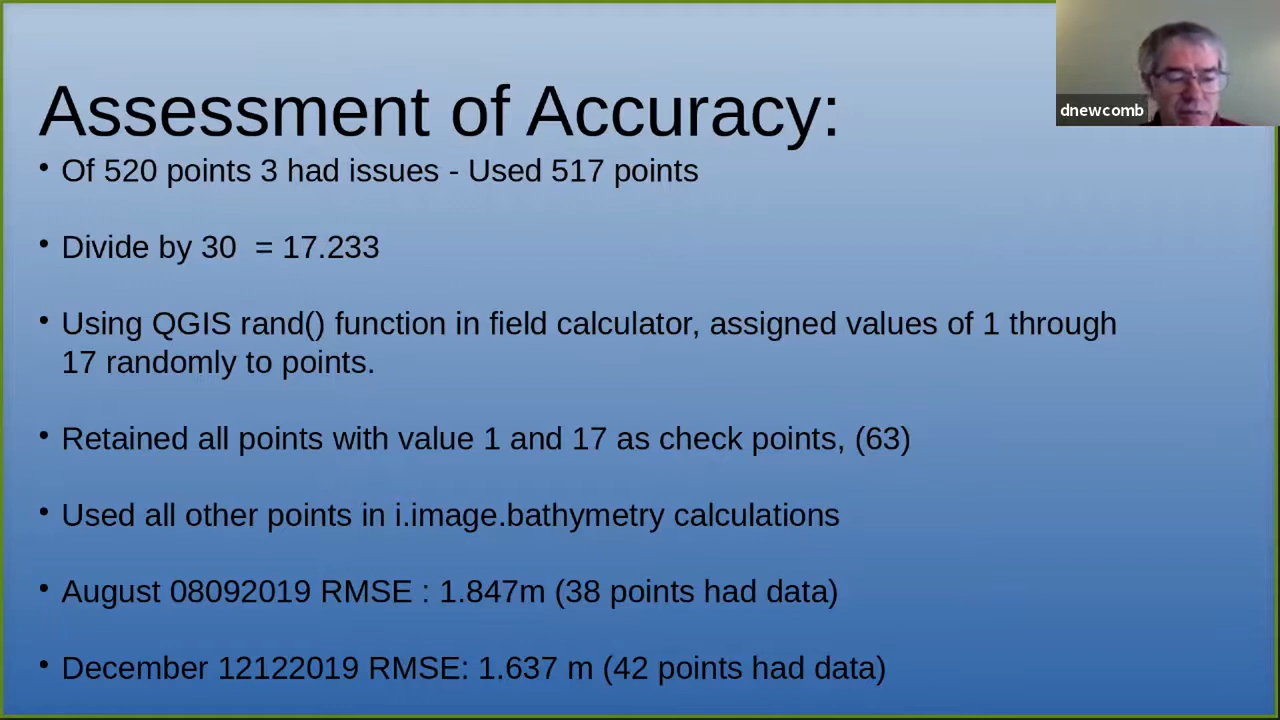 Assessment of Accuracy:
dnewcomb
• Of 520 points 3 had issues - Used 517 points
• Divide by 30  = 17.233
• Using QGIS rand() function in field calculator, assigned values of 1 through
17 randomly to points.
• Retained all points with value 1 and 17 as check points, (63)
• Used all other points in i.image.bathymetry calculations
• August 08092019 RMSE : 1.847m (38 points had data)
• December 12122019 RMSE: 1.637 m (42 points had data)